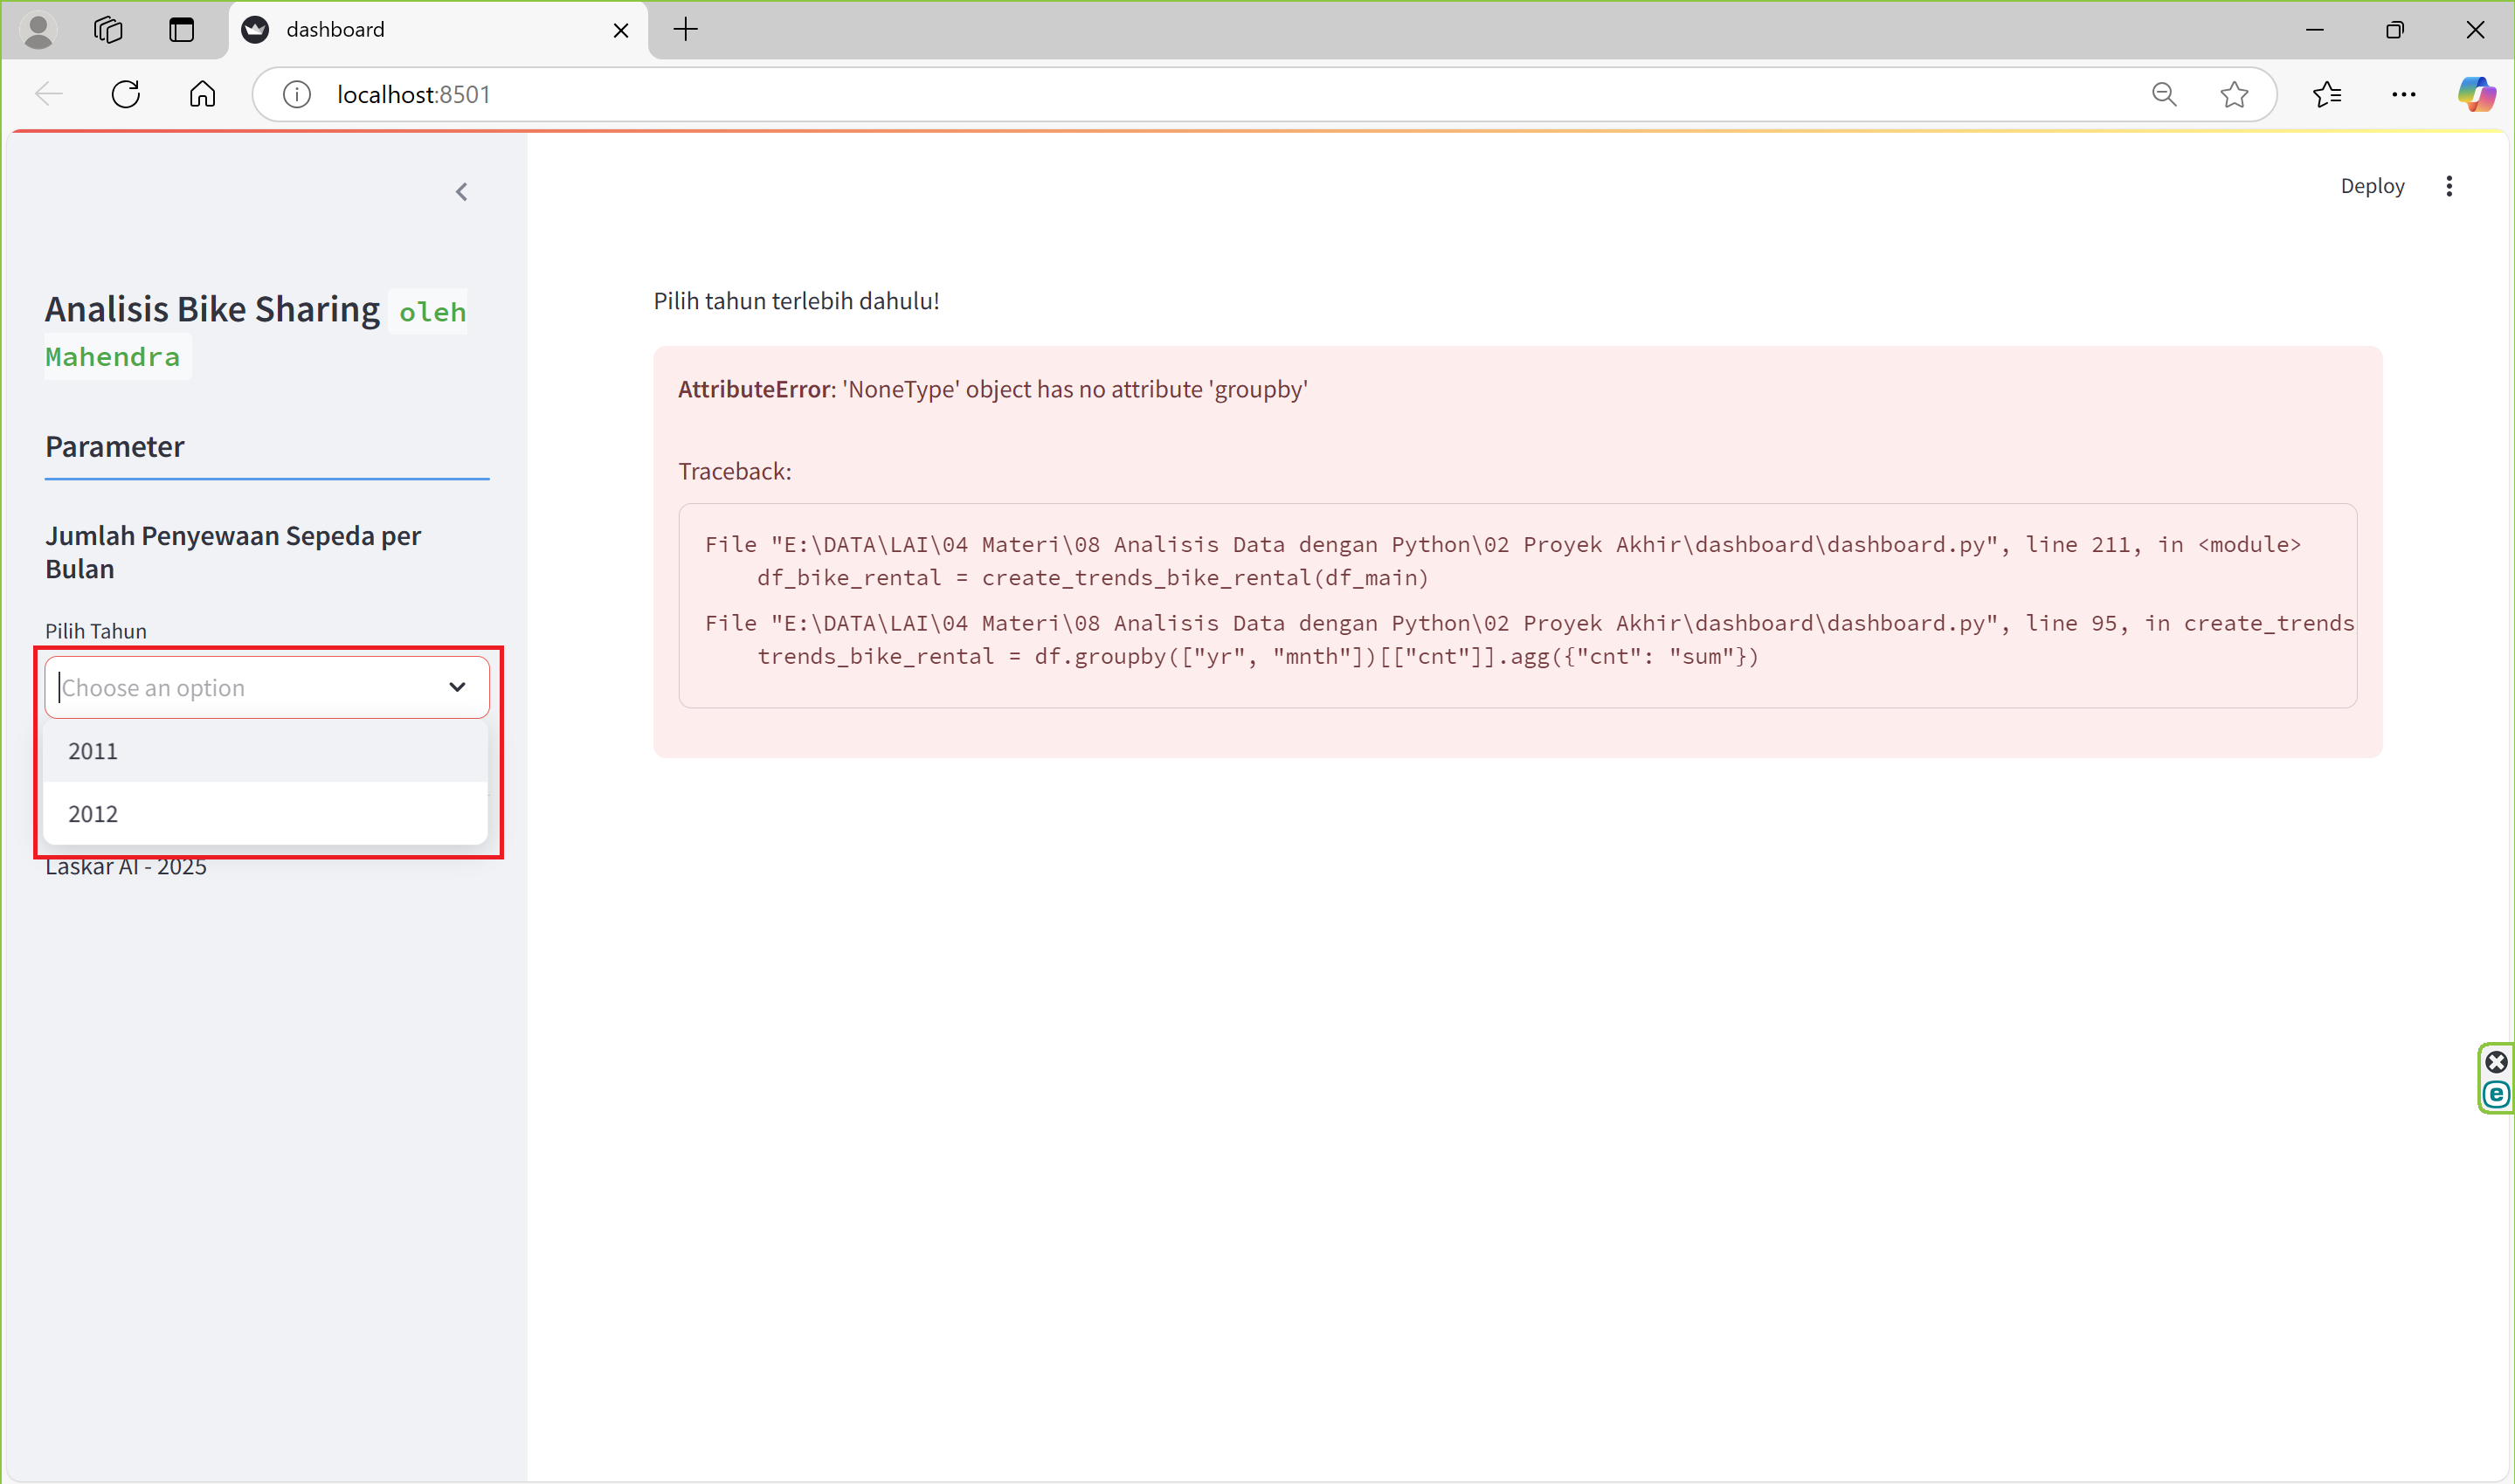 dashboard
localhost:8501
Deploy
Analisis Bike Sharing oleh
Mahendra
Parameter
Jumlah Penyewaan Sepeda per
Bulan
Pilih Tahun
Choose an option
2011
2012
Laskar AI - 2025
Pilih tahun terlebih dahulu!
AttributeError: 'NoneType' object has no attribute 'groupby'
Traceback:
File "E:\DATA\LAI\04 Materi\08 Analisis Data dengan Python\02 Proyek Akhir\dashboard\dashboard.py", line 211, in <module>
df_bike_rental = create_trends_bike_rental(df_main)
File "E:\DATA\LAI\04 Materi\08 Analisis Data dengan Python\02 Proyek Akhir\dashboard\dashboard.py", line 95, in create_trends
trends_bike_rental = df.groupby(["yr", "mnth"])[["cnt"]].agg({"cnt": "sum"})
e